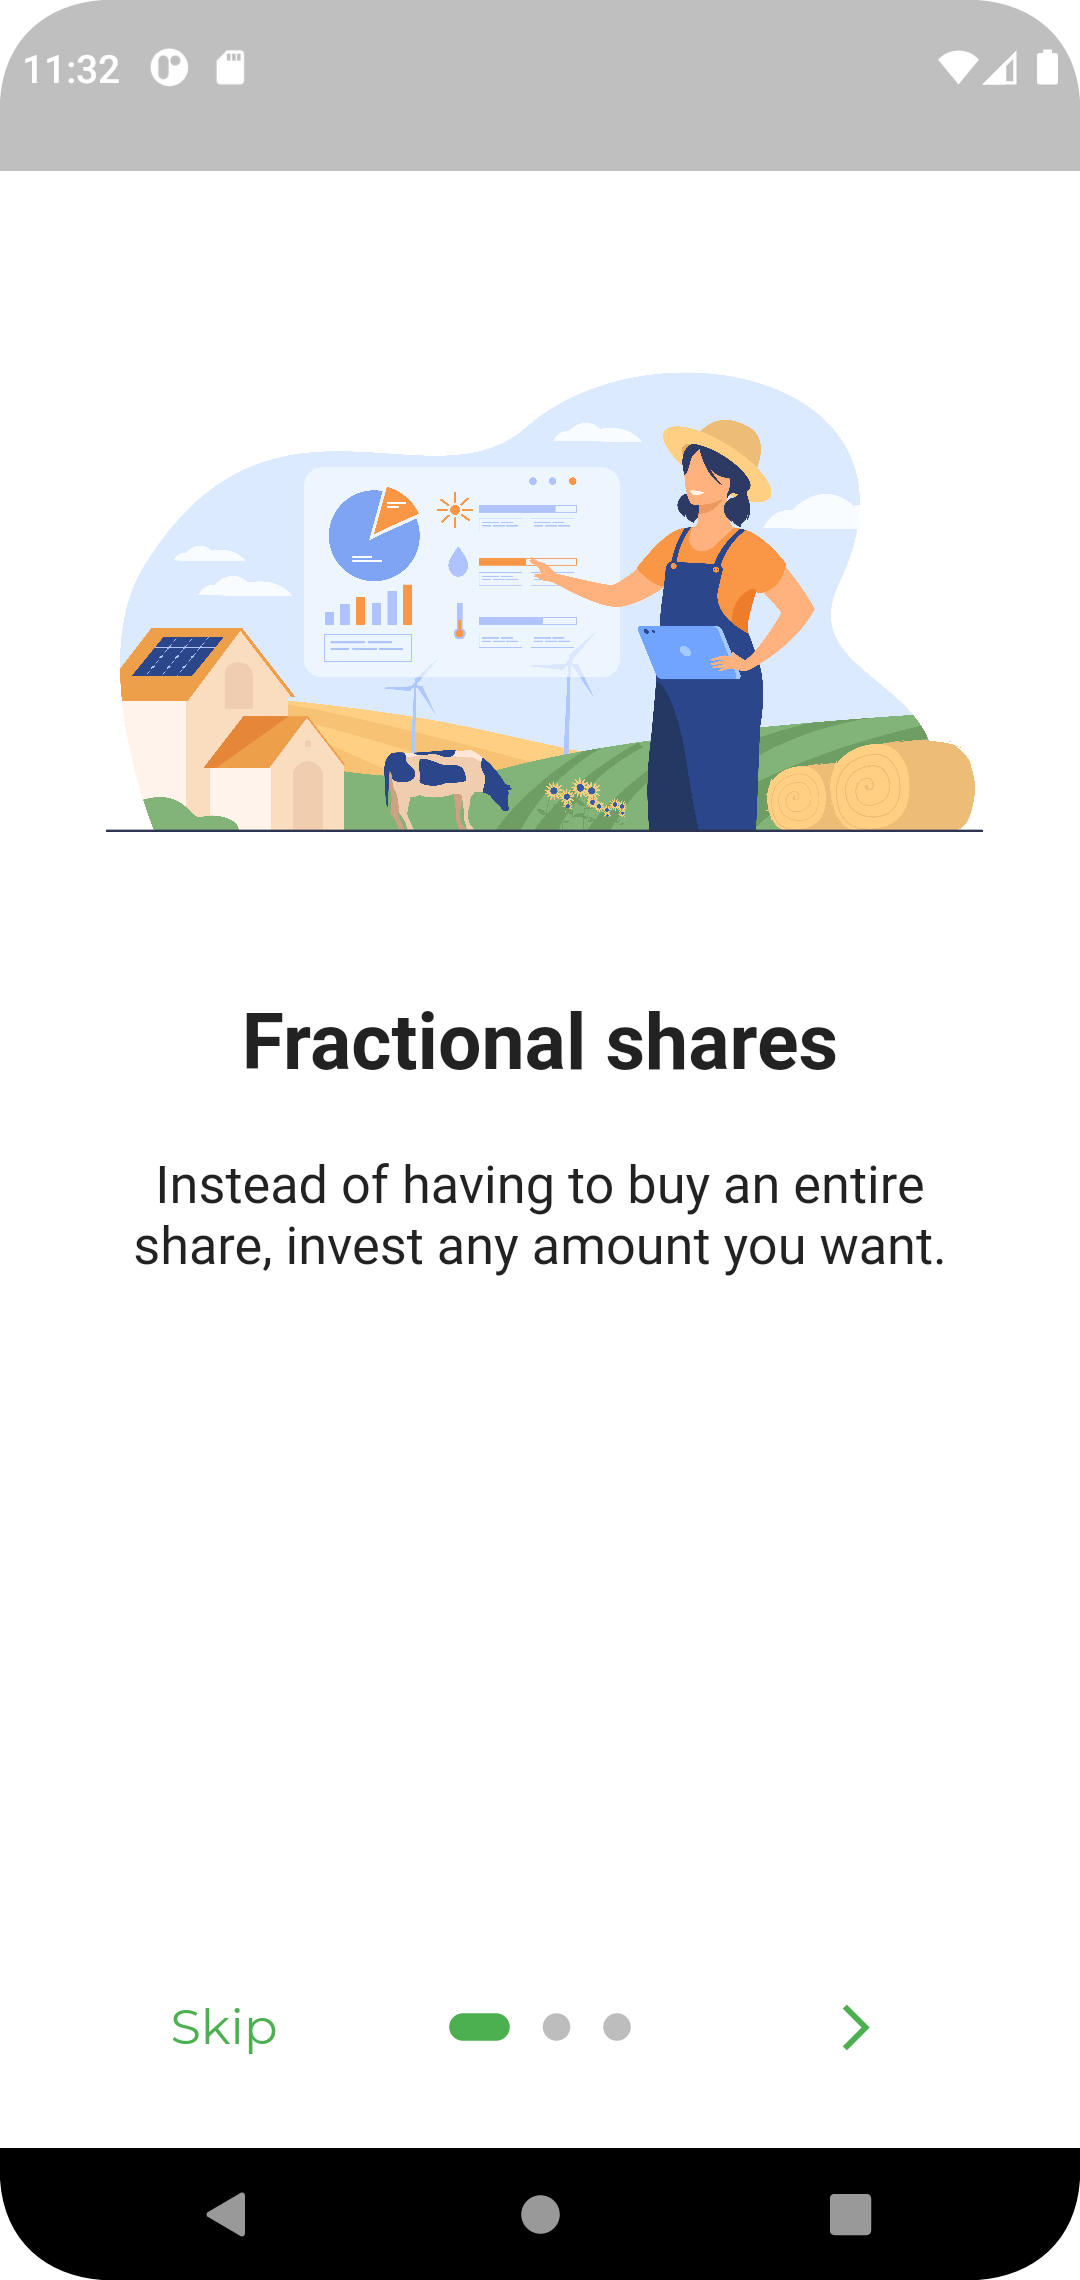 11:32
Fractional shares
Instead of having to buy an entire
share, invest any amount you want.
Skip